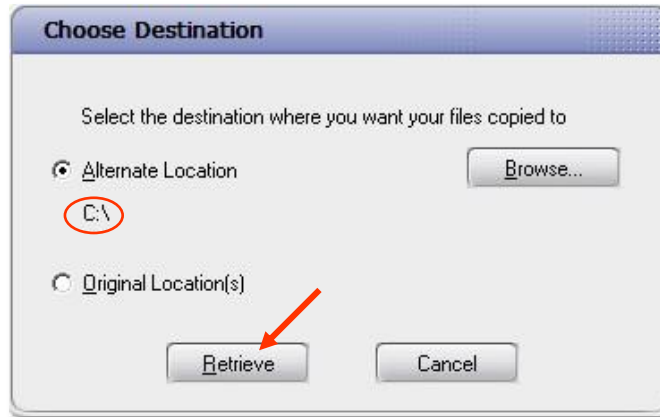 Choose Destination
Select the destination where you want your files copied to
Alternate Location
Browse...
C:\
Original Location(s)
Retrieve
Cancel